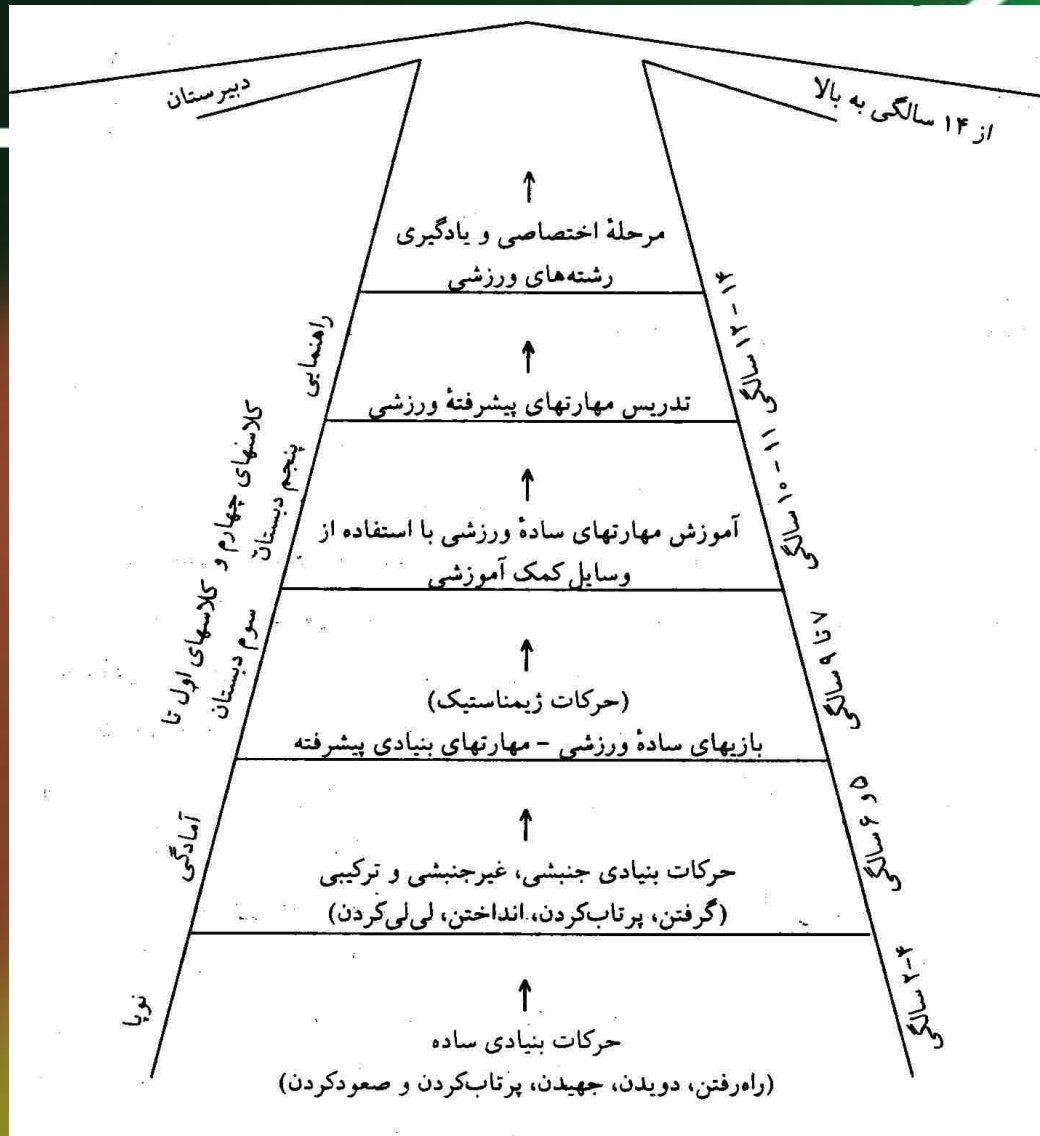 دبیرستان
از ۱۴ سالگی به بالا
↑
مرحلهٔ اختصاصی و یادگیری
رشته‌های ورزشی
راهنمایی
۱۲ - ۱۴ سالگی
↑
تدریس مهارتهای پیشرفتهٔ ورزشی
کلاسهای چهارم و
پنجم دبستان
۱۰ - ۱۱ سالگی
↑
آموزش مهارتهای سادهٔ ورزشی با استفاده از
وسایل کمک آموزشی
کلاسهای اول تا
سوم دبستان
۷ تا ۹ سالگی
↑
(حرکات ژیمناستیک)
بازیهای سادهٔ ورزشی - مهارتهای بنیادی پیشرفته
آمادگی
۵ و ۶ سالگی
↑
حرکات بنیادی جنبشی، غیرجنبشی و ترکیبی
(گرفتن، پرتاب‌کردن، انداختن، لی‌لی‌کردن)
نوپا
۲-۴ سالگی
↑
حرکات بنیادی ساده
(راه‌رفتن، دویدن، جهیدن، پرتاب‌کردن و صعودکردن)